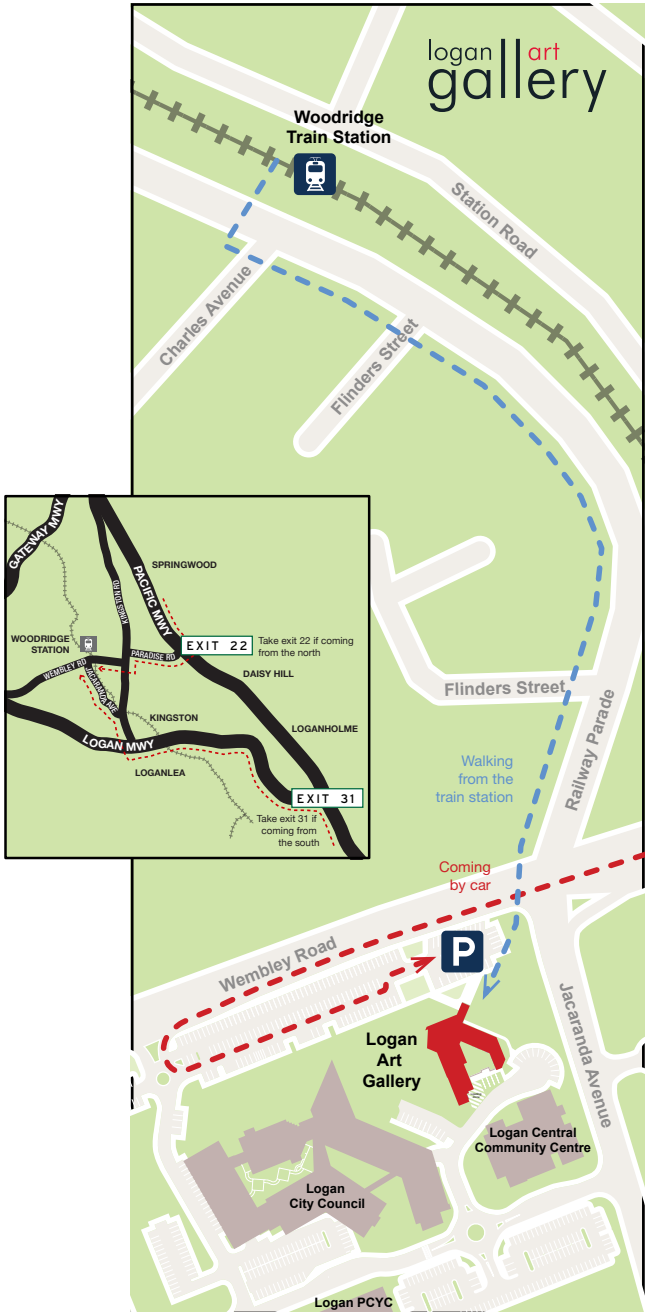 logan art
gallery
Woodridge
Train Station
Station Road
Charles Avenue
Flinders Street
GATEWAY MWY
PACIFIC MWY
SPRINGWOOD
KINGSTON RD
WOODRIDGE
STATION
PARADISE RD
EXIT 22
Take exit 22 if coming
from the north
WEMBLEY RD
JACARANDA AVE
DAISY HILL
KINGSTON
LOGANHOLME
LOGAN MWY
LOGANLEA
EXIT 31
Take exit 31 if
coming from
the south
Flinders Street
Railway Parade
Walking
from the
train station
Coming
by car
Wembley Road
P
Jacaranda Avenue
Logan
Art
Gallery
Logan Central
Community Centre
Logan
City Council
Logan PCYC